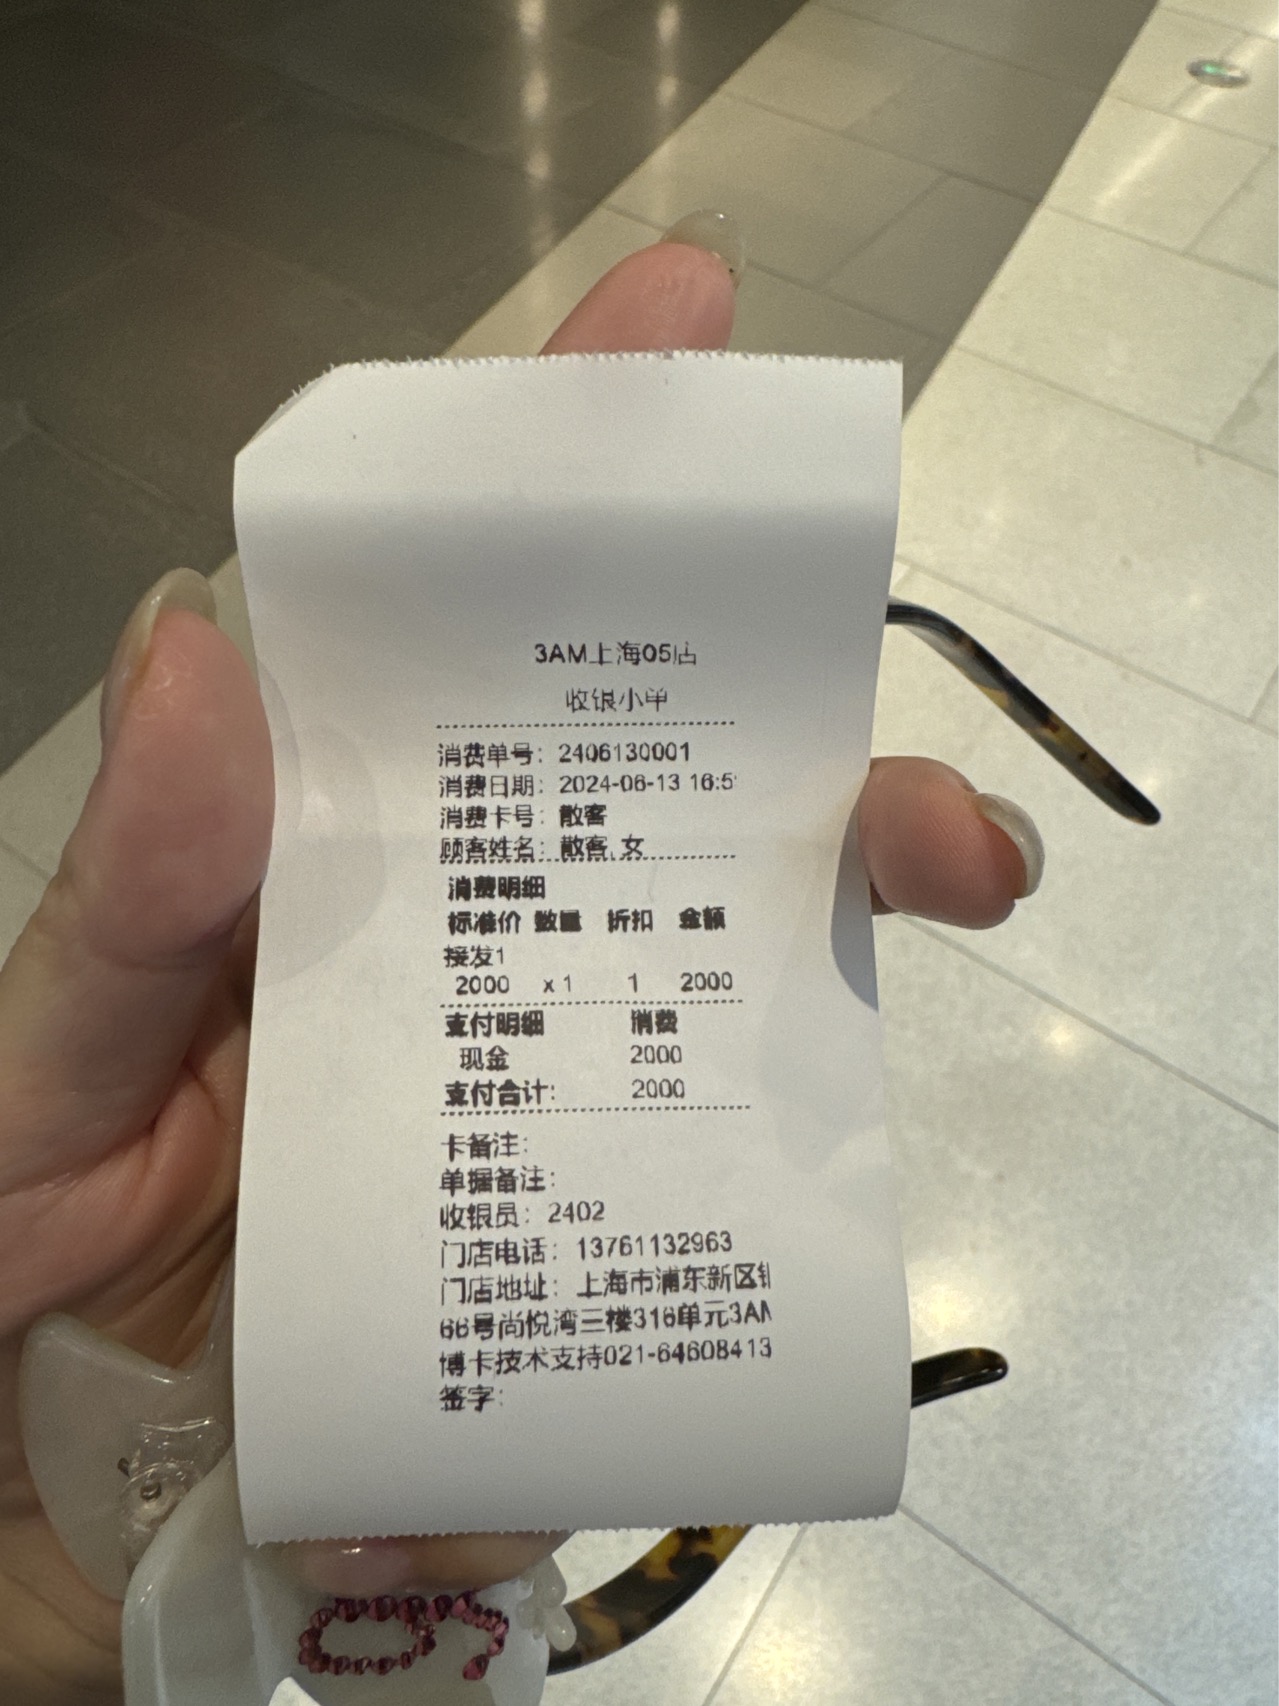 3AM上海05店
收银小单
消费单号：2406130001
消费日期：2024-06-13 16:5
消费卡号：散客
顾客姓名：散客,女
消费明细
标准价 数量 折扣 金额
接发1
2000 x1 1 2000
支付明细 消费
现金 2000
支付合计： 2000
卡备注：
单据备注：
收银员：2402
门店电话：13761132963
门店地址：上海市浦东新区
66号尚悦湾三楼316单元3AM
博卡技术支持021-64608413
签字：